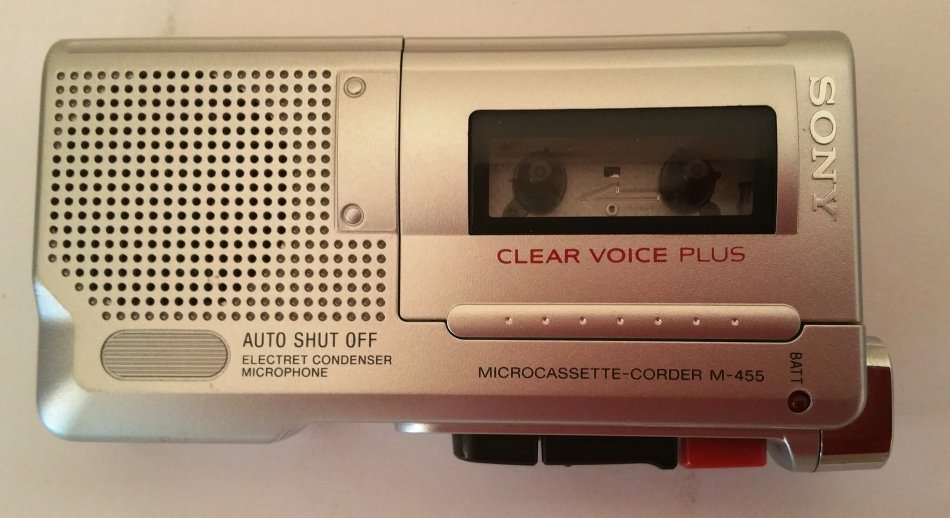 SONY
CLEAR VOICE PLUS
AUTO SHUT OFF
ELECTRET CONDENSER
MICROPHONE
MICROCASSETTE-CORDER M-455
BATT